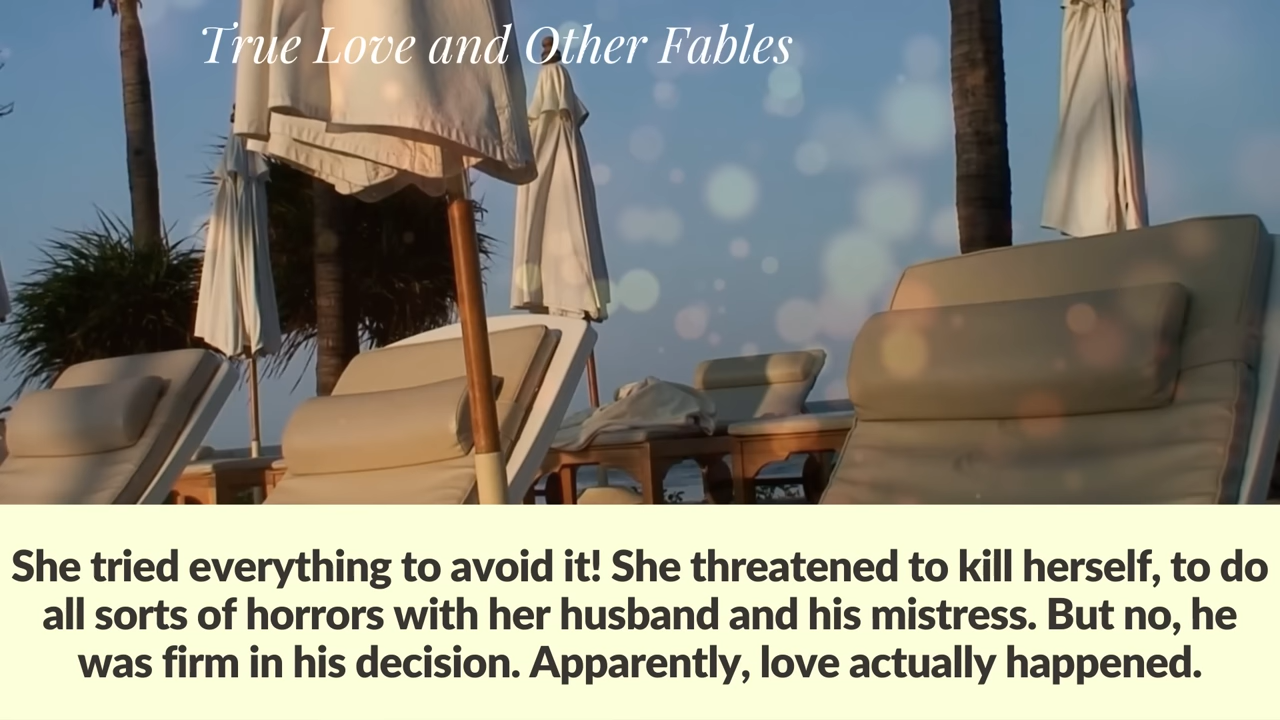 True Love and Other Fables
She tried everything to avoid it! She threatened to kill herself, to do
all sorts of horrors with her husband and his mistress. But no, he
was firm in his decision. Apparently, love actually happened.